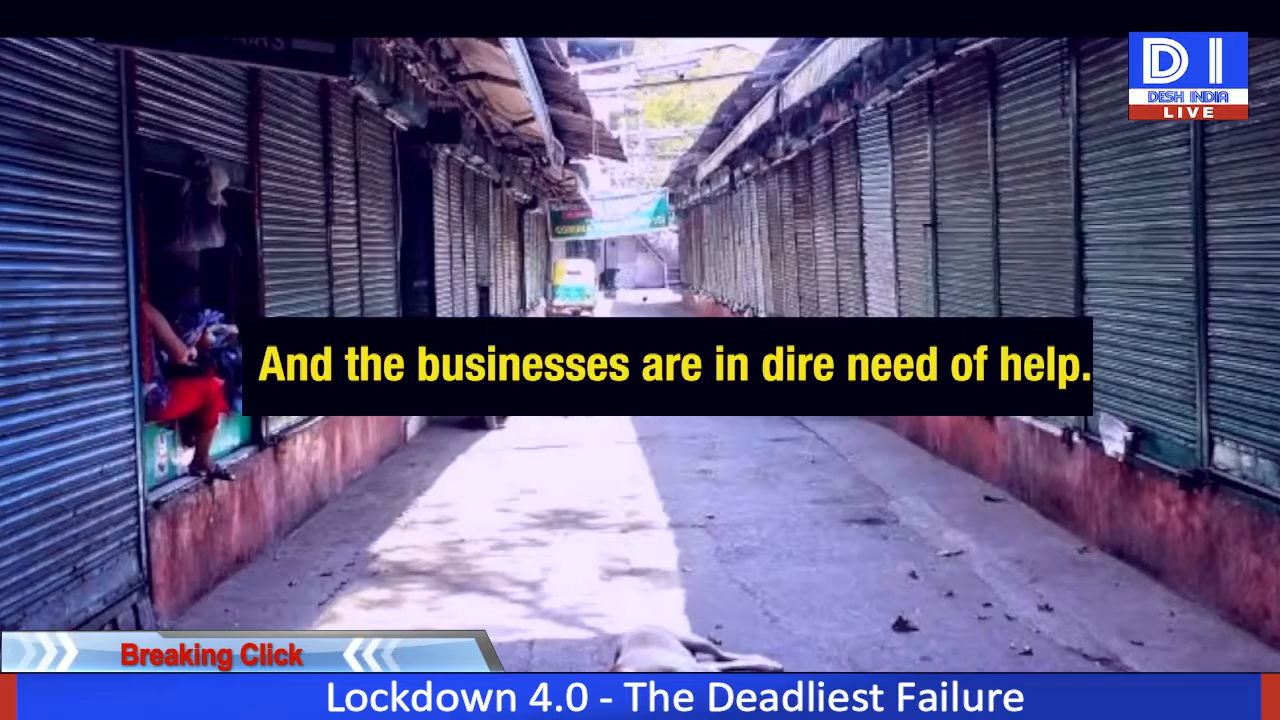 D I
DESH INDIA
LIVE
And the businesses are in dire need of help.
Breaking Click
Lockdown 4.0 - The Deadliest Failure